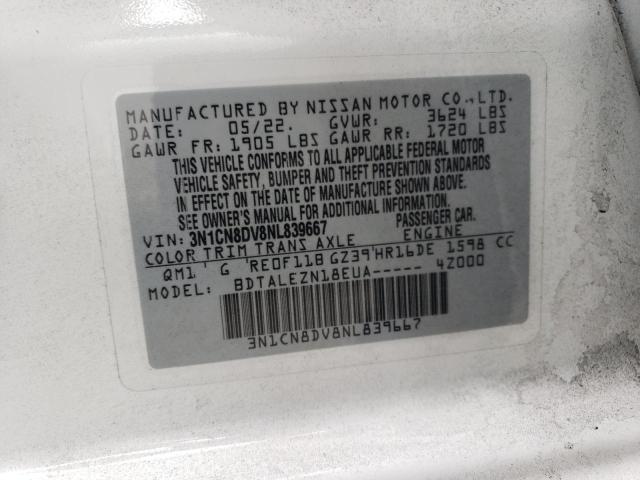 MANUFACTURED BY NISSAN MOTOR CO.,LTD.
DATE: 05/22. GVWR: 3624 LBS
GAWR FR: 1905 LBS GAWR RR: 1720 LBS
THIS VEHICLE CONFORMS TO ALL APPLICABLE FEDERAL MOTOR
VEHICLE SAFETY, BUMPER AND THEFT PREVENTION STANDARDS
IN EFFECT ON THE DATE OF MANUFACTURE SHOWN ABOVE.
SEE OWNER'S MANUAL FOR ADDITIONAL INFORMATION.
VIN: 3N1CN8DV8NL839667 PASSENGER CAR.
COLOR TRIM TRANS AXLE ENGINE
QM1 G RE0F11B GZ39 HR16DE 1598 CC
MODEL: BDTALEZN18EUA----- 4Z000
3N1CN8DV8NL839667